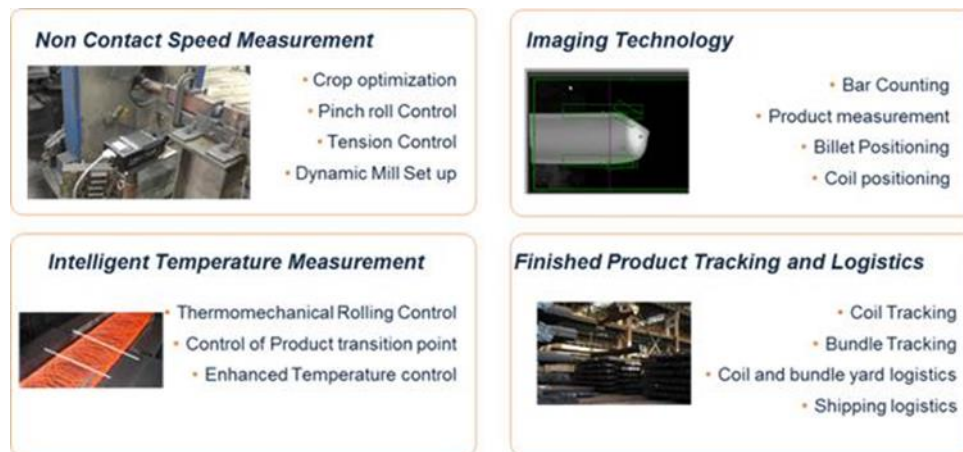 Non Contact Speed Measurement
• Crop optimization
• Pinch roll Control
• Tension Control
• Dynamic Mill Set up
Imaging Technology
• Bar Counting
• Product measurement
• Billet Positioning
• Coil positioning
Intelligent Temperature Measurement
• Thermomechanical Rolling Control
• Control of Product transition point
• Enhanced Temperature control
Finished Product Tracking and Logistics
• Coil Tracking
• Bundle Tracking
• Coil and bundle yard logistics
• Shipping logistics